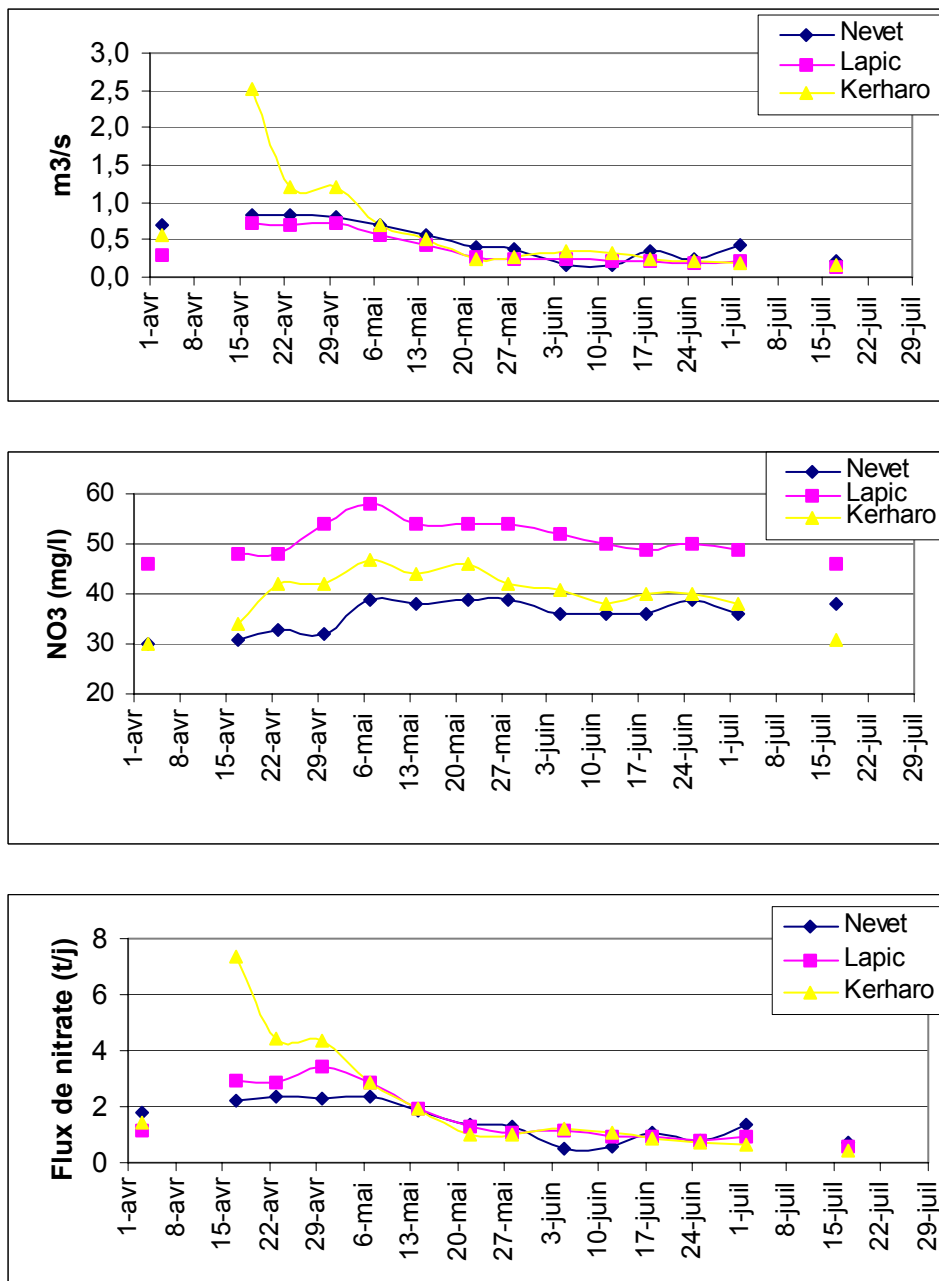 Nevet
Lapic
Kerharo
m3/s
3,0
2,5
2,0
1,5
1,0
0,5
0,0
1-avr
8-avr
15-avr
22-avr
29-avr
6-mai
13-mai
20-mai
27-mai
3-juin
10-juin
17-juin
24-juin
1-juil
8-juil
15-juil
22-juil
29-juil
Nevet
Lapic
Kerharo
NO3 (mg/l)
60
50
40
30
20
1-avr
8-avr
15-avr
22-avr
29-avr
6-mai
13-mai
20-mai
27-mai
3-juin
10-juin
17-juin
24-juin
1-juil
8-juil
15-juil
22-juil
29-juil
Nevet
Lapic
Kerharo
Flux de nitrate (t/j)
8
6
4
2
0
1-avr
8-avr
15-avr
22-avr
29-avr
6-mai
13-mai
20-mai
27-mai
3-juin
10-juin
17-juin
24-juin
1-juil
8-juil
15-juil
22-juil
29-juil